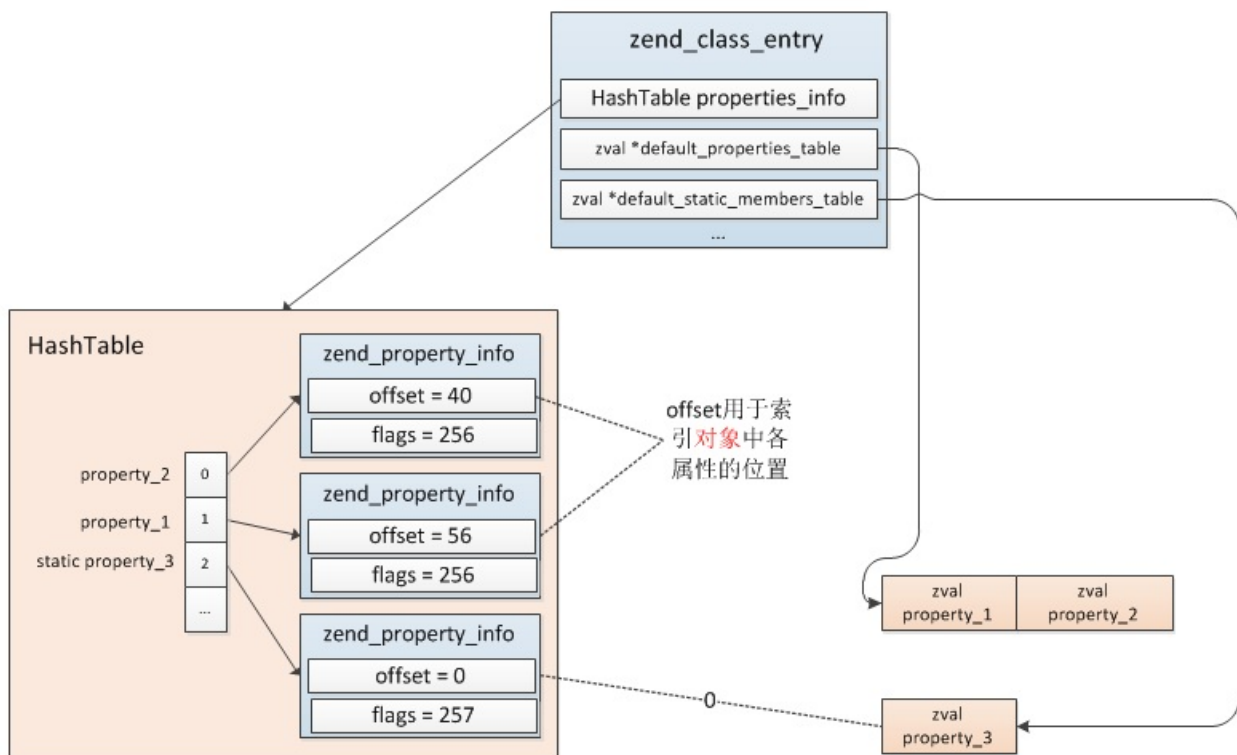 zend_class_entry
HashTable properties_info
zval *default_properties_table
zval *default_static_members_table
...
HashTable
zend_property_info
offset = 40
flags = 256
offset用于索
引对象中各
属性的位置
property_2
0
zend_property_info
property_1
1
offset = 56
static property_3
2
flags = 256
...
zval
property_1
zval
property_2
zend_property_info
offset = 0
0
flags = 257
zval
property_3